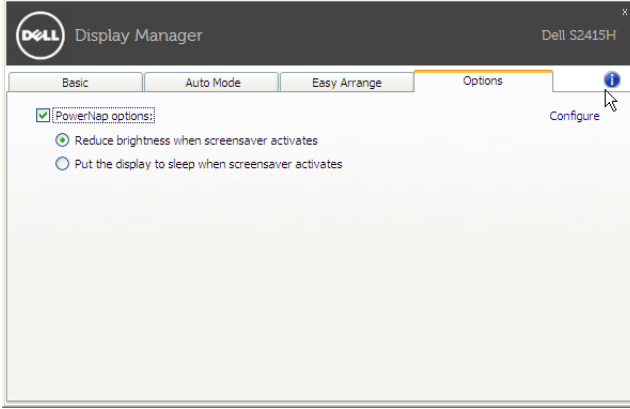 x
DELL Display Manager Dell S2415H
Basic Auto Mode Easy Arrange Options i
PowerNap options: Configure
Reduce brightness when screensaver activates
Put the display to sleep when screensaver activates